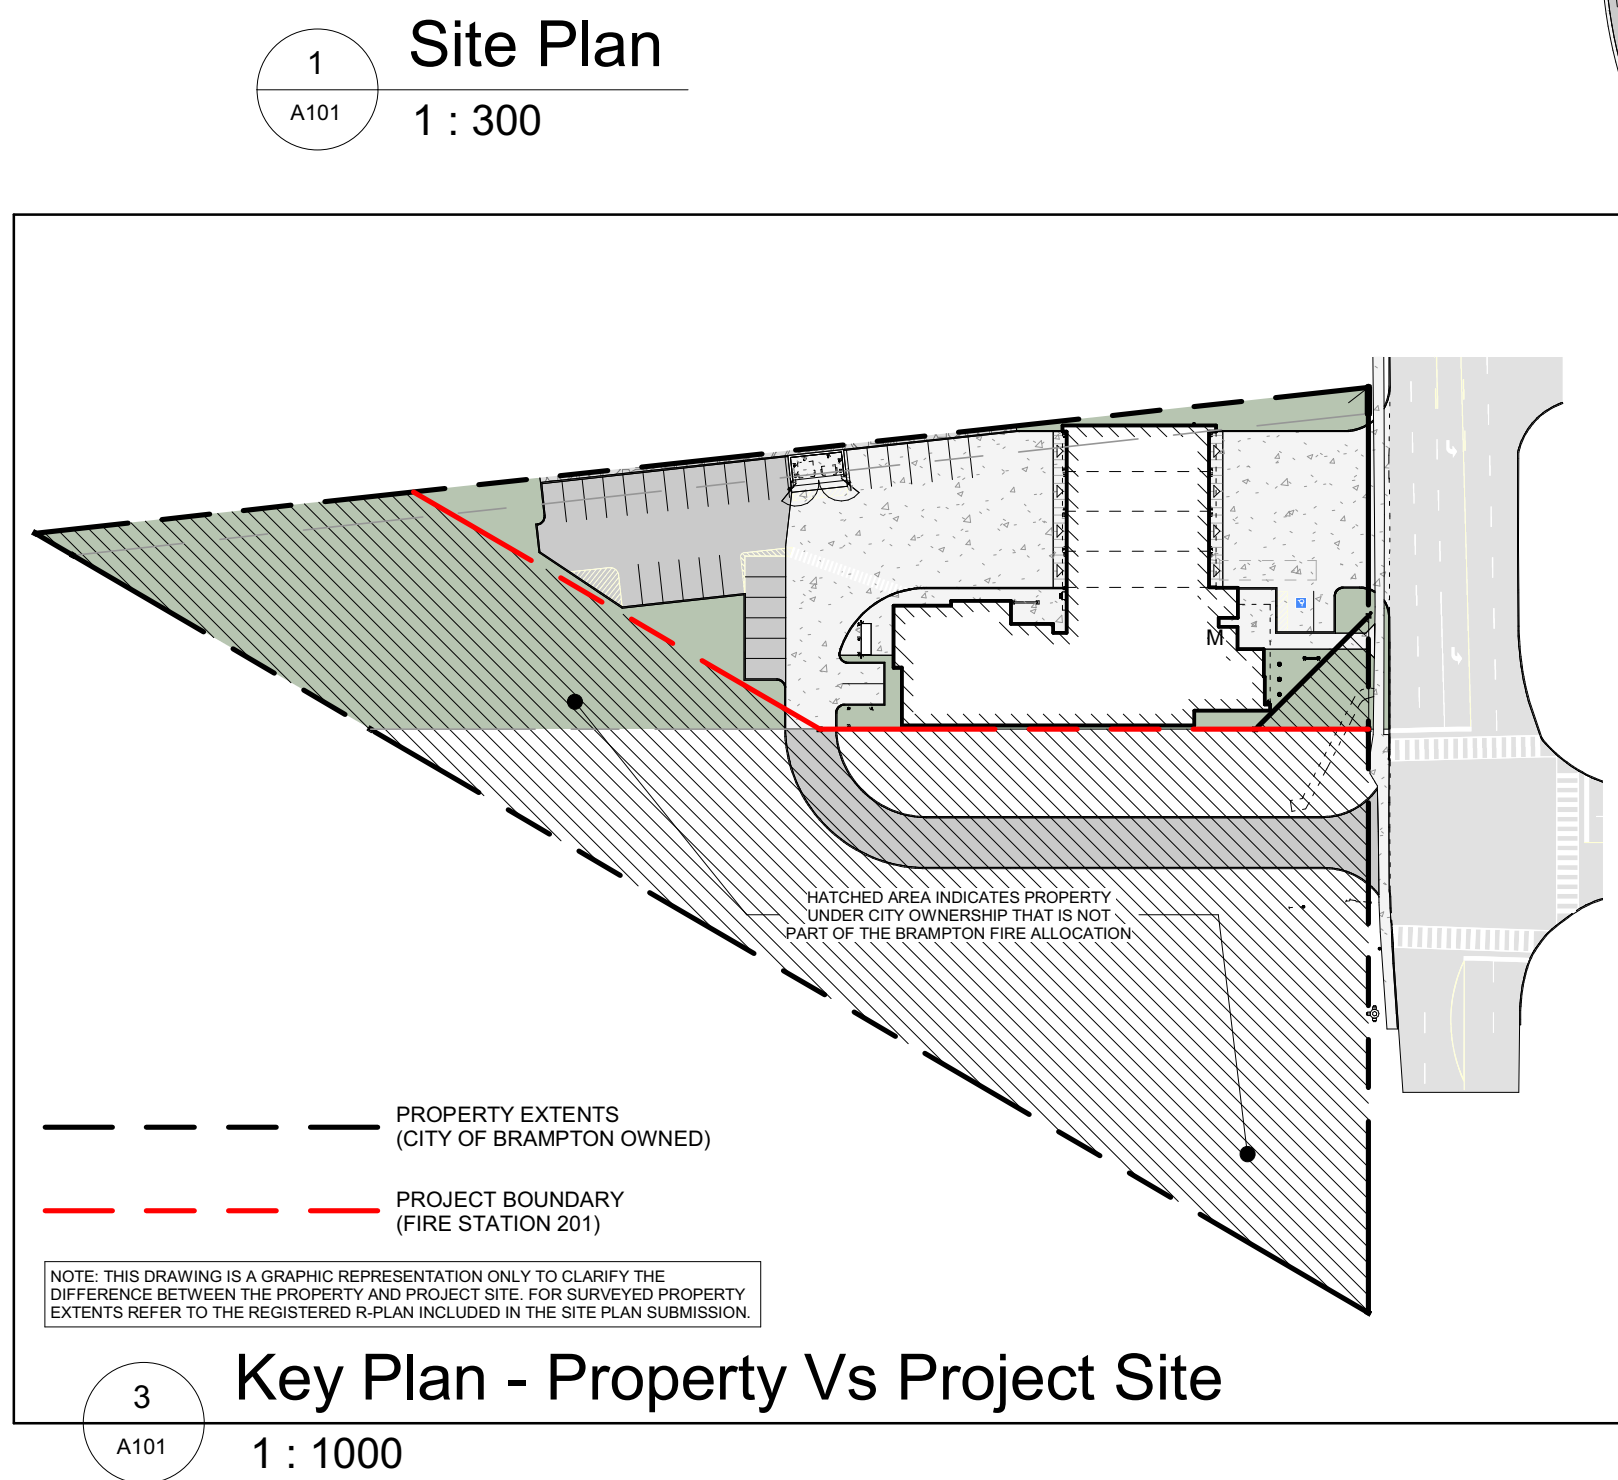 1
A101
Site Plan
1 : 300
M
HATCHED AREA INDICATES PROPERTY
UNDER CITY OWNERSHIP THAT IS NOT
PART OF THE BRAMPTON FIRE ALLOCATION
PROPERTY EXTENTS
(CITY OF BRAMPTON OWNED)
PROJECT BOUNDARY
(FIRE STATION 201)
NOTE: THIS DRAWING IS A GRAPHIC REPRESENTATION ONLY TO CLARIFY THE
DIFFERENCE BETWEEN THE PROPERTY AND PROJECT SITE. FOR SURVEYED PROPERTY
EXTENTS REFER TO THE REGISTERED R-PLAN INCLUDED IN THE SITE PLAN SUBMISSION.
3
A101
Key Plan - Property Vs Project Site
1 : 1000